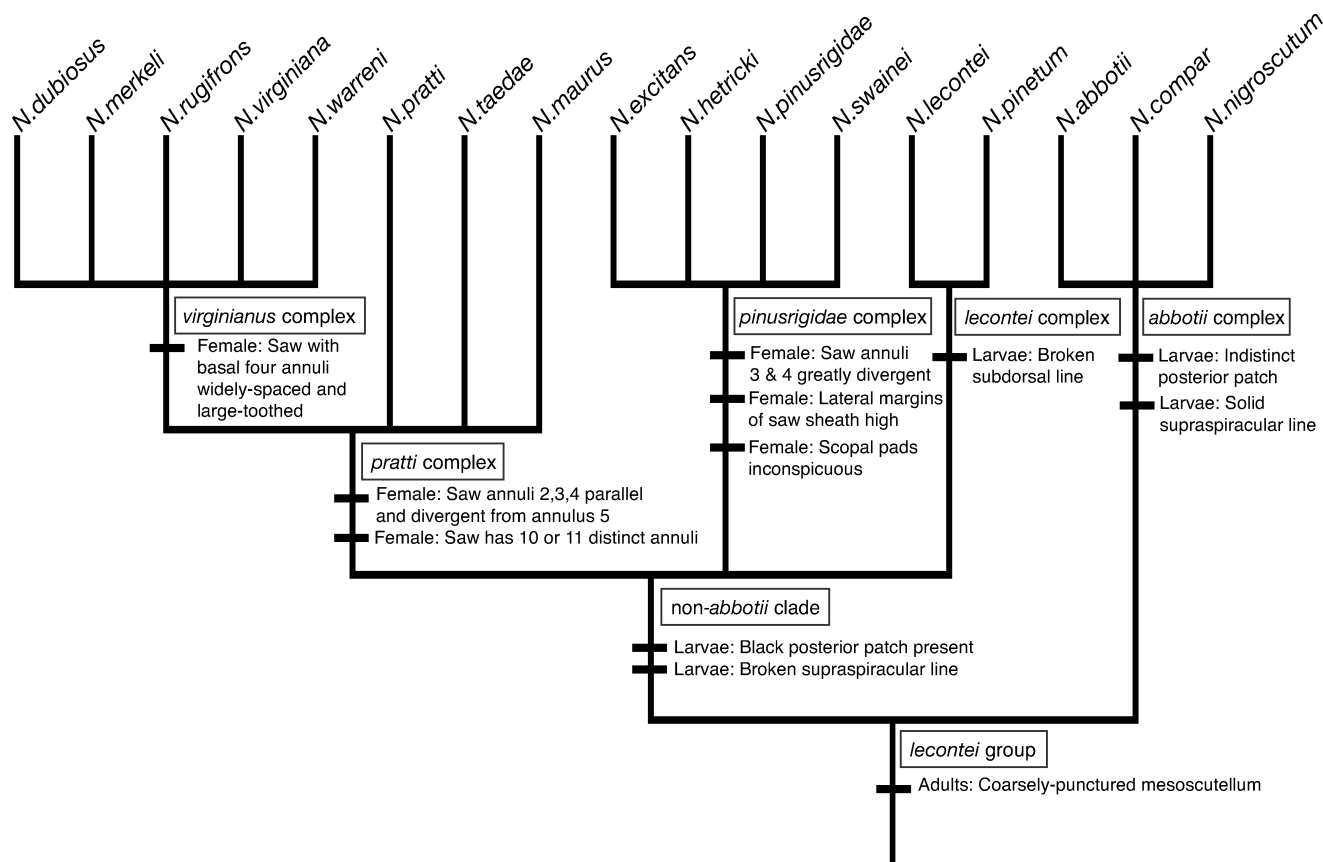 N.dubiosus
N.merkeli
N.rugifrons
N.virginiana
N.warreni
N.pratti
N.taedae
N.maurus
N.excitans
N.hetricki
N.pinusrigidae
N.swainei
N.lecontei
N.pinetum
N.abbotii
N.compar
N.nigroscutum
virginianus complex
Female: Saw with
basal four annuli
widely-spaced and
large-toothed
pinusrigidae complex
Female: Saw annuli
3 & 4 greatly divergent
Female: Lateral margins
of saw sheath high
Female: Scopal pads
inconspicuous
lecontei complex
Larvae: Broken
subdorsal line
abbotii complex
Larvae: Indistinct
posterior patch
Larvae: Solid
supraspiracular line
pratti complex
Female: Saw annuli 2,3,4 parallel
and divergent from annulus 5
Female: Saw has 10 or 11 distinct annuli
non-abbotii clade
Larvae: Black posterior patch present
Larvae: Broken supraspiracular line
lecontei group
Adults: Coarsely-punctured mesoscutellum